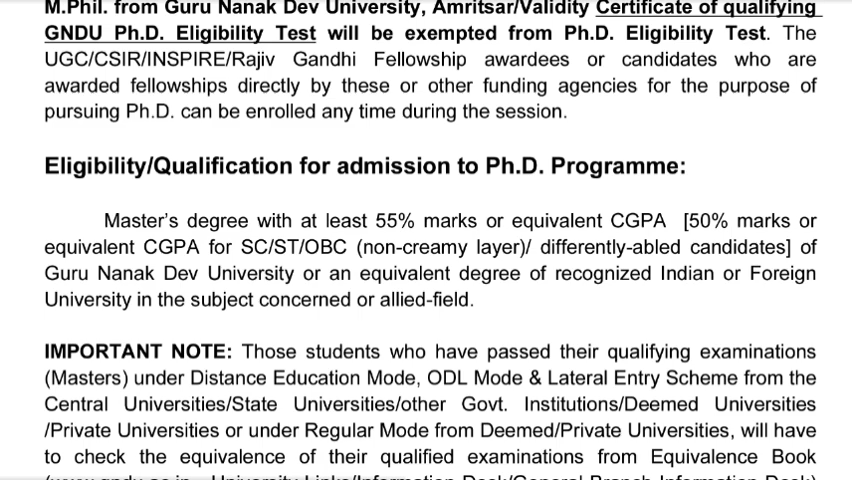 M.Phil. from Guru Nanak Dev University, Amritsar/Validity Certificate of qualifying
GNDU Ph.D. Eligibility Test will be exempted from Ph.D. Eligibility Test. The
UGC/CSIR/INSPIRE/Rajiv Gandhi Fellowship awardees or candidates who are
awarded fellowships directly by these or other funding agencies for the purpose of
pursuing Ph.D. can be enrolled any time during the session.
Eligibility/Qualification for admission to Ph.D. Programme:
Master's degree with at least 55% marks or equivalent CGPA [50% marks or
equivalent CGPA for SC/ST/OBC (non-creamy layer)/ differently-abled candidates] of
Guru Nanak Dev University or an equivalent degree of recognized Indian or Foreign
University in the subject concerned or allied-field.
IMPORTANT NOTE: Those students who have passed their qualifying examinations
(Masters) under Distance Education Mode, ODL Mode & Lateral Entry Scheme from the
Central Universities/State Universities/other Govt. Institutions/Deemed Universities
/Private Universities or under Regular Mode from Deemed/Private Universities, will have
to check the equivalence of their qualified examinations from Equivalence Book